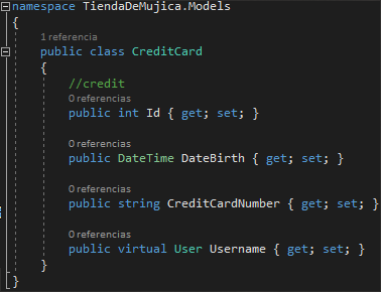 namespace TiendaDeMujica.Models
{
1 referencia
public class CreditCard
{
//credit
0 referencias
public int Id { get; set; }
0 referencias
public DateTime DateBirth { get; set; }
0 referencias
public string CreditCardNumber { get; set; }
0 referencias
public virtual User Username { get; set; }
}
}